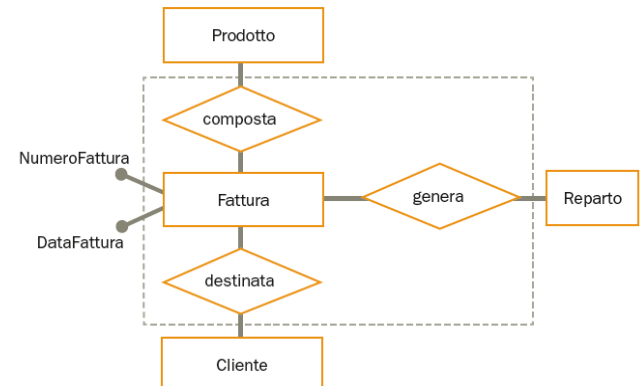 Prodotto
composta
NumeroFattura
Fattura
genera
Reparto
DataFattura
destinata
Cliente